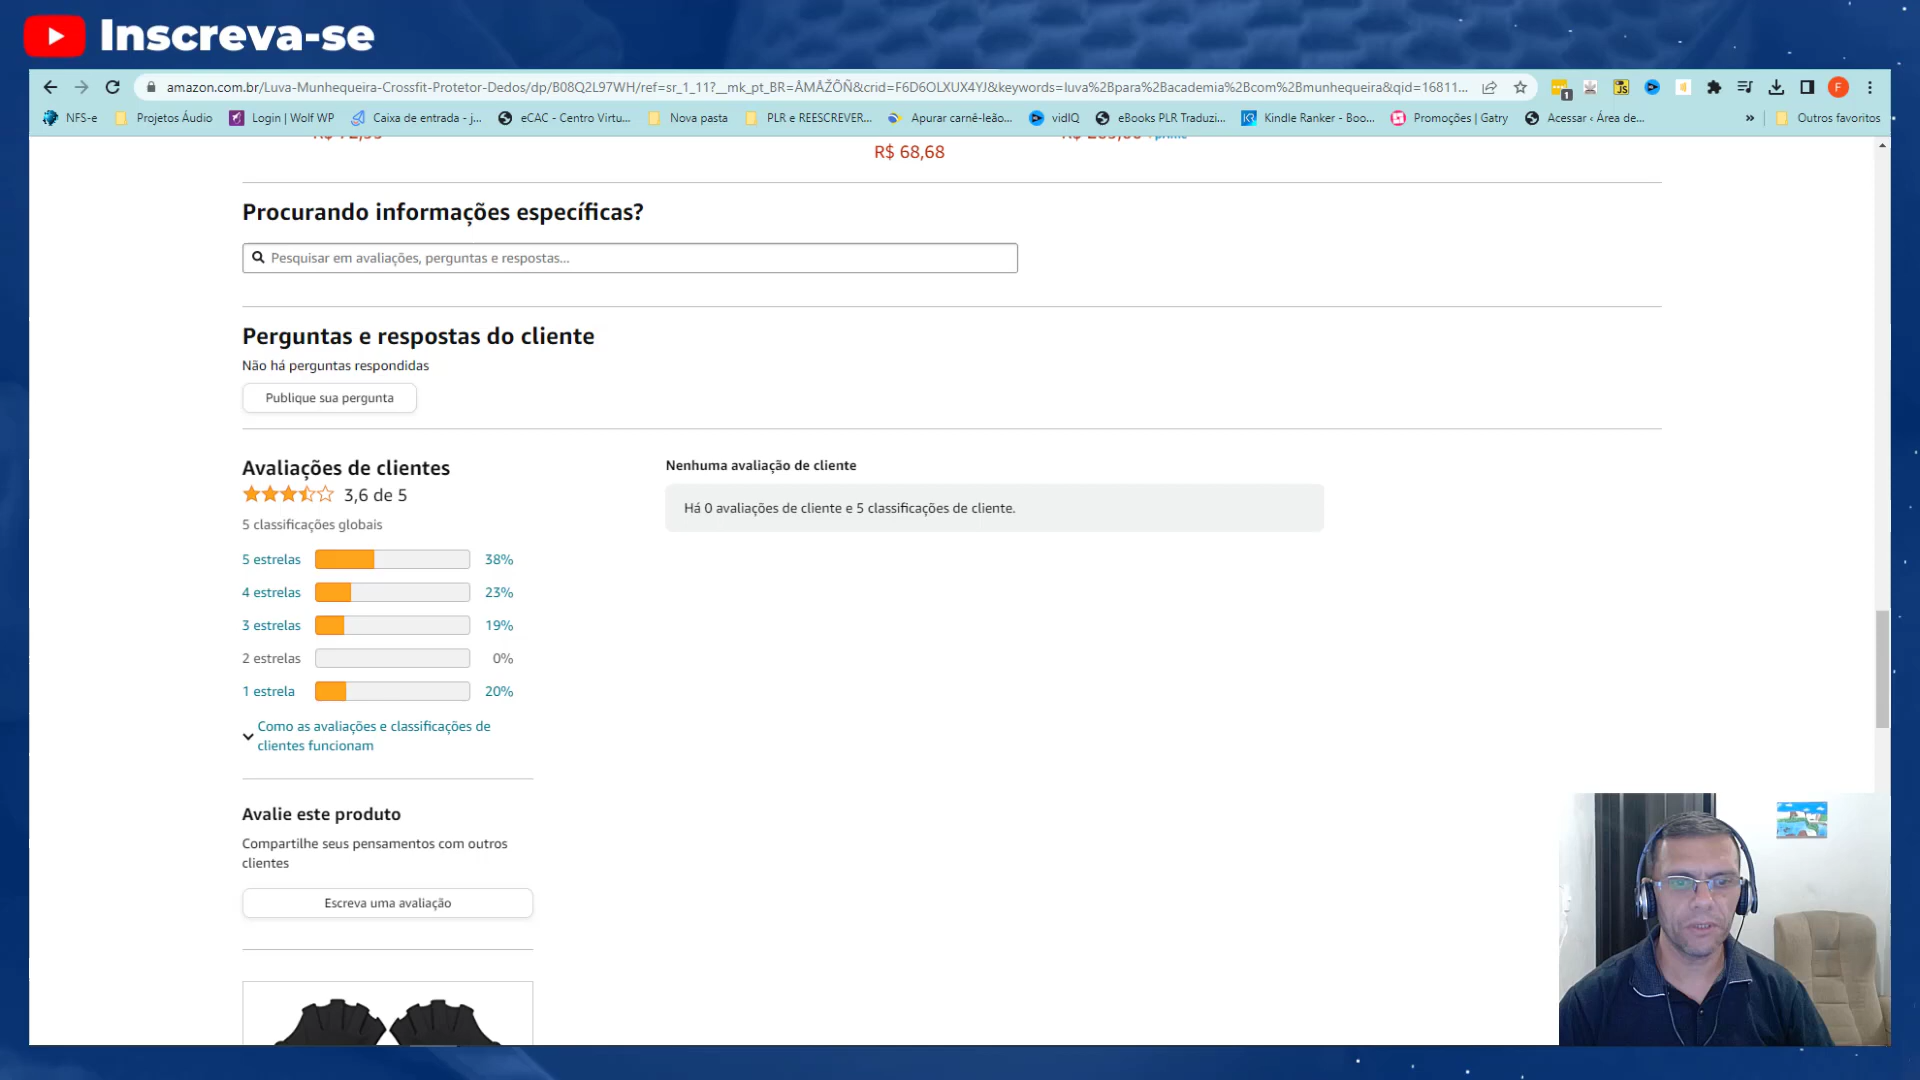 Inscreva-se
amazon.com.br/Luva-Munhequeira-Crossfit-Protetor-Dedos/dp/B08Q2L97WH/ref=sr_1_11?__mk_pt_BR=ÅMÅŽÕÑ&crid=F6D6OLXUX4YJ&keywords=luva%2Bpara%2Bacademia%2Bcom%2Bmunhequeira&qid=16811...
F
1
JS
NFS-e Projetos Áudio Login | Wolf WP Caixa de entrada - j... eCAC - Centro Virtu... Nova pasta PLR e REESCREVER... Apurar carnê-leão... vidIQ eBooks PLR Traduzi... Kindle Ranker - Boo... Promoções | Gatry Acessar ‹ Área de... » Outros favoritos
R$ 68,68
Procurando informações específicas?
Pesquisar em avaliações, perguntas e respostas...
Perguntas e respostas do cliente
Não há perguntas respondidas
Publique sua pergunta
Avaliações de clientes
3,6 de 5
5 classificações globais
5 estrelas 38%
4 estrelas 23%
3 estrelas 19%
2 estrelas 0%
1 estrela 20%
Como as avaliações e classificações de
clientes funcionam
Nenhuma avaliação de cliente
Há 0 avaliações de cliente e 5 classificações de cliente.
Avalie este produto
Compartilhe seus pensamentos com outros
clientes
Escreva uma avaliação